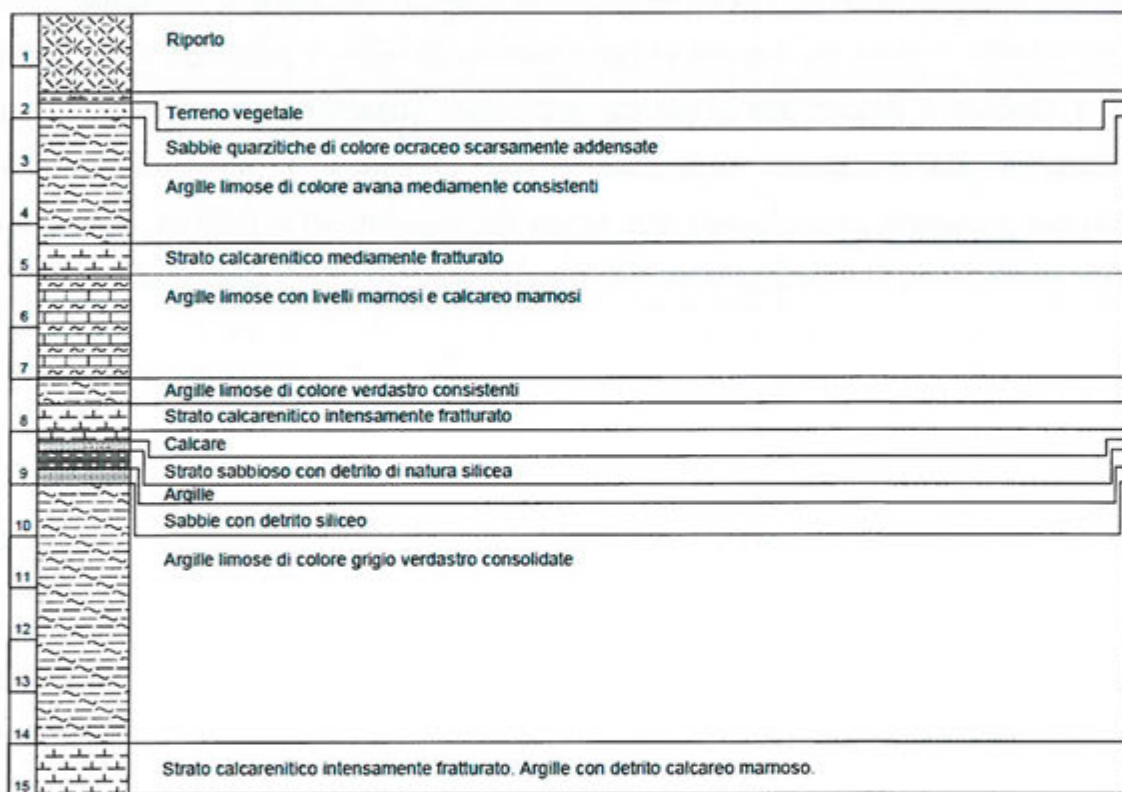 1
Riporto
2
Terreno vegetale
Sabbie quarzitiche di colore ocraceo scarsamente addensate
3
Argille limose di colore avana mediamente consistenti
4
5
Strato calcarenitico mediamente fratturato
Argille limose con livelli marnosi e calcareo marnosi
6
7
Argille limose di colore verdastro consistenti
8
Strato calcarenitico intensamente fratturato
Calcare
9
Strato sabbioso con detrito di natura silicea
Argille
10
Sabbie con detrito siliceo
11
Argille limose di colore grigio verdastro consolidate
12
13
14
15
Strato calcarenitico intensamente fratturato. Argille con detrito calcareo marnoso.